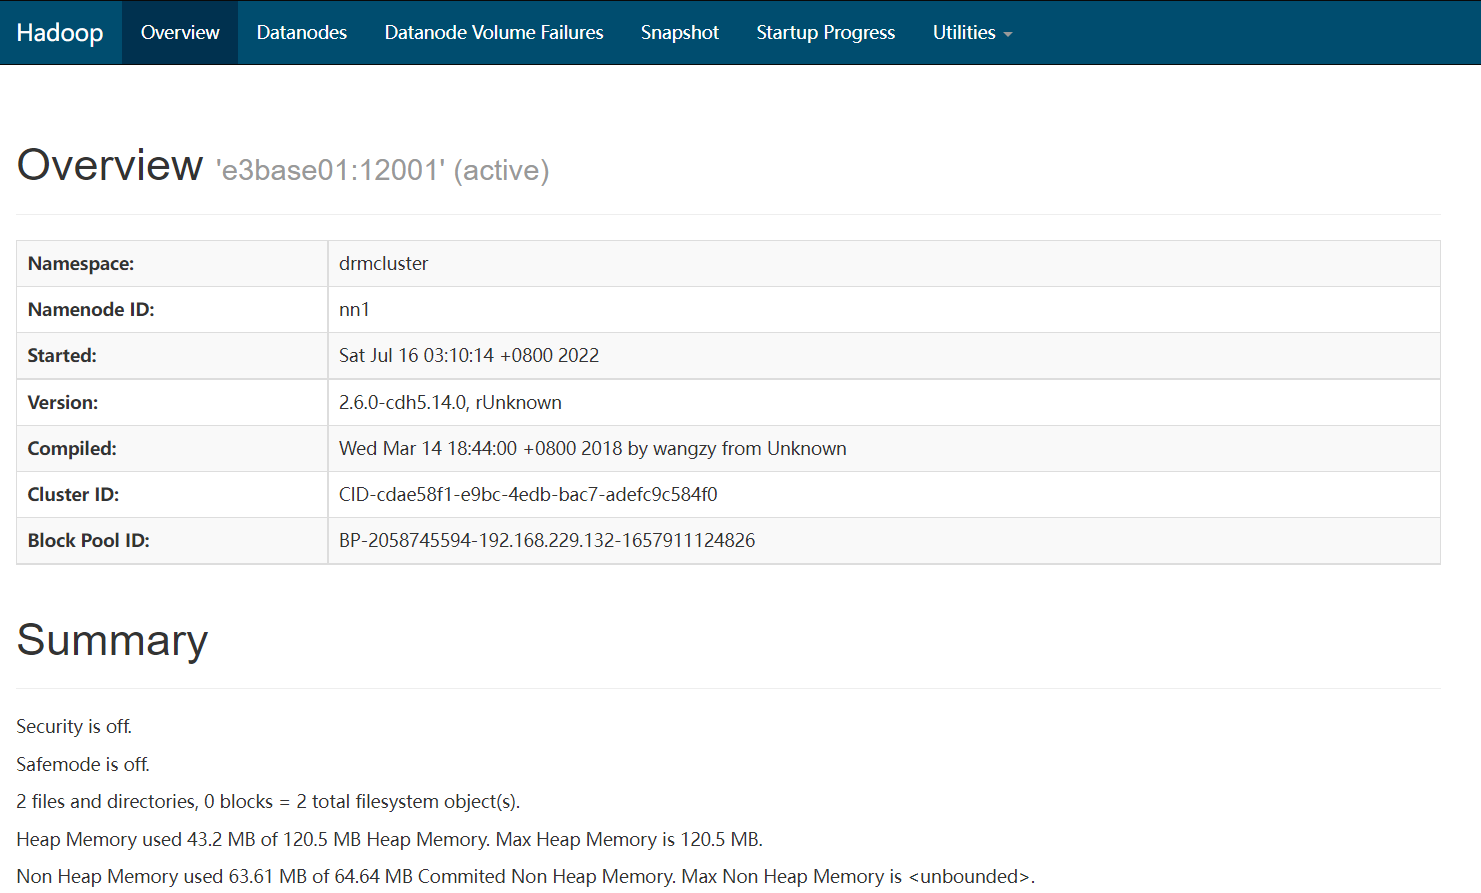 Hadoop Overview Datanodes Datanode Volume Failures Snapshot Startup Progress Utilities
Overview 'e3base01:12001' (active)
Namespace: drmcluster
Namenode ID: nn1
Started: Sat Jul 16 03:10:14 +0800 2022
Version: 2.6.0-cdh5.14.0, rUnknown
Compiled: Wed Mar 14 18:44:00 +0800 2018 by wangzy from Unknown
Cluster ID: CID-cdae58f1-e9bc-4edb-bac7-adefc9c584f0
Block Pool ID: BP-2058745594-192.168.229.132-1657911124826
Summary
Security is off.
Safemode is off.
2 files and directories, 0 blocks = 2 total filesystem object(s).
Heap Memory used 43.2 MB of 120.5 MB Heap Memory. Max Heap Memory is 120.5 MB.
Non Heap Memory used 63.61 MB of 64.64 MB Commited Non Heap Memory. Max Non Heap Memory is <unbounded>.